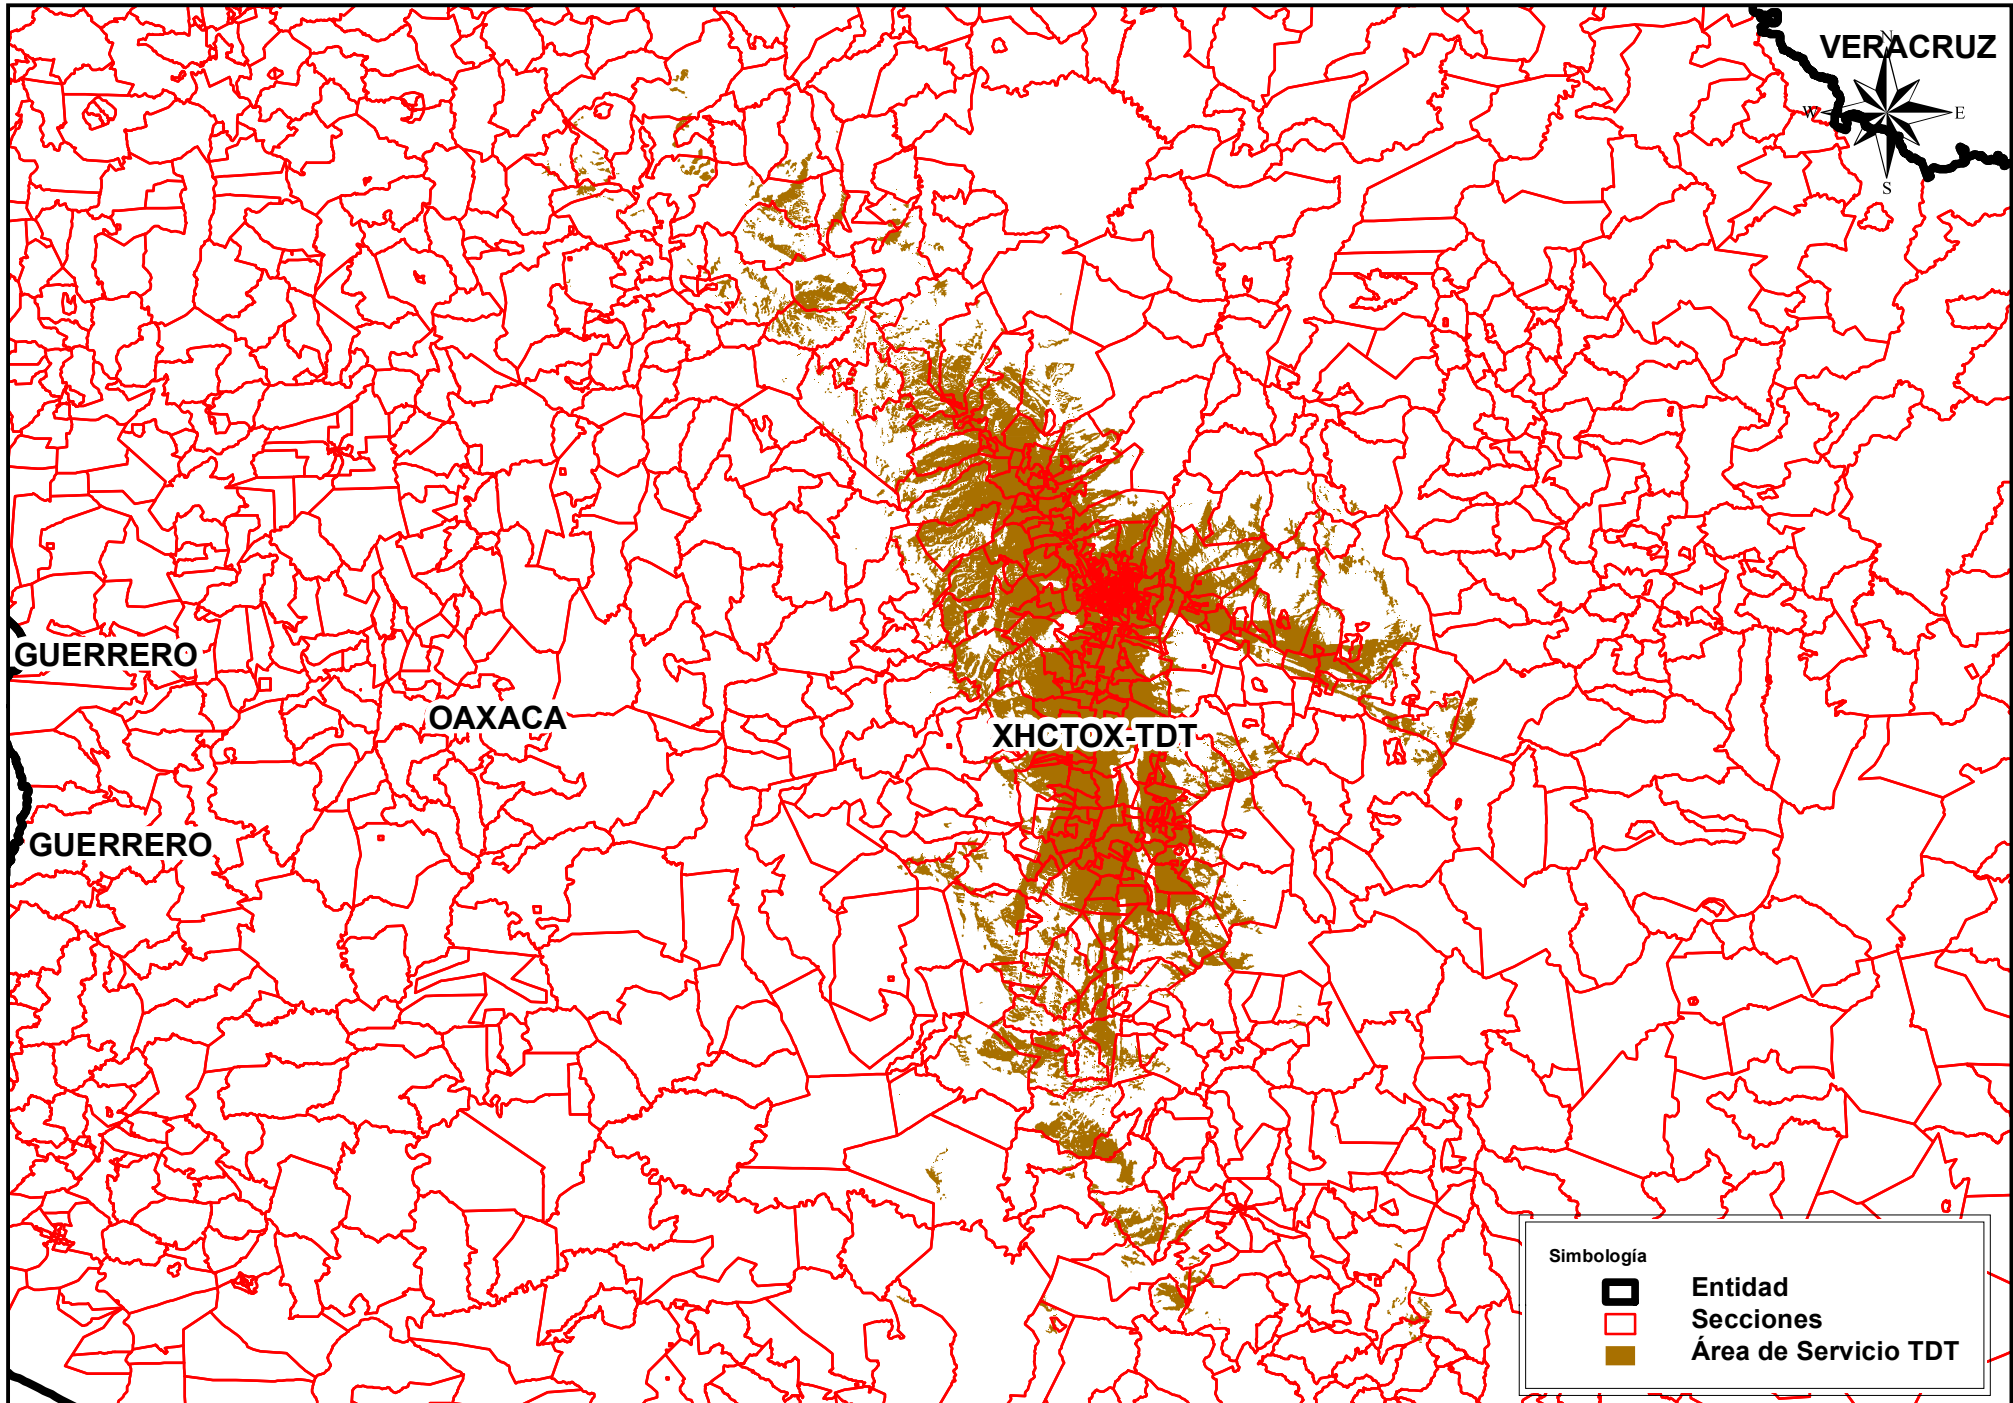 VERACRUZ
N
W
E
S
GUERRERO
OAXACA
XHCTOX-TDT
GUERRERO
Simbología
Entidad
Secciones
Área de Servicio TDT